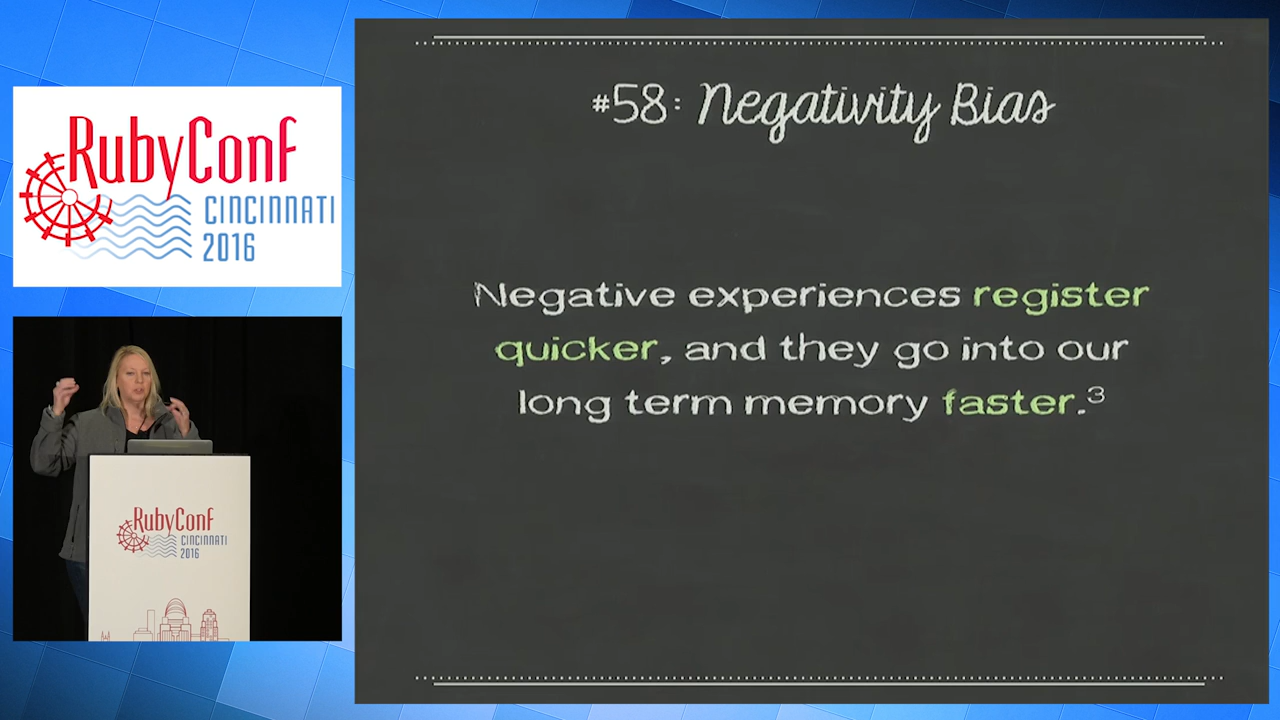 RubyConf
CINCINNATI
2016
#58: Negativity Bias
Negative experiences register
quicker, and they go into our
long term memory faster.³
RubyConf
CINCINNATI
2016